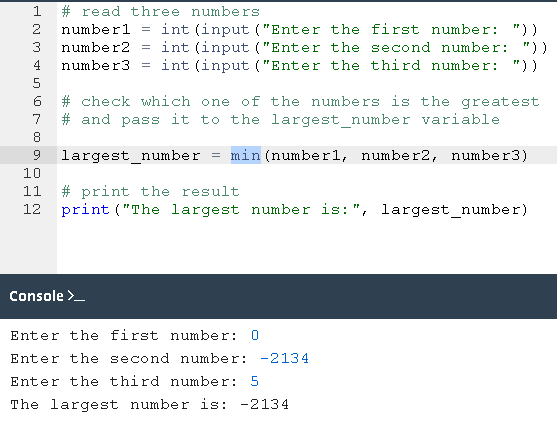 1 # read three numbers
2 number1 = int(input("Enter the first number: "))
3 number2 = int(input("Enter the second number: "))
4 number3 = int(input("Enter the third number: "))
5
6 # check which one of the numbers is the greatest
7 # and pass it to the largest_number variable
8
9 largest_number = min(number1, number2, number3)
10
11 # print the result
12 print("The largest number is:", largest_number)
Console >_
Enter the first number: 0
Enter the second number: -2134
Enter the third number: 5
The largest number is: -2134